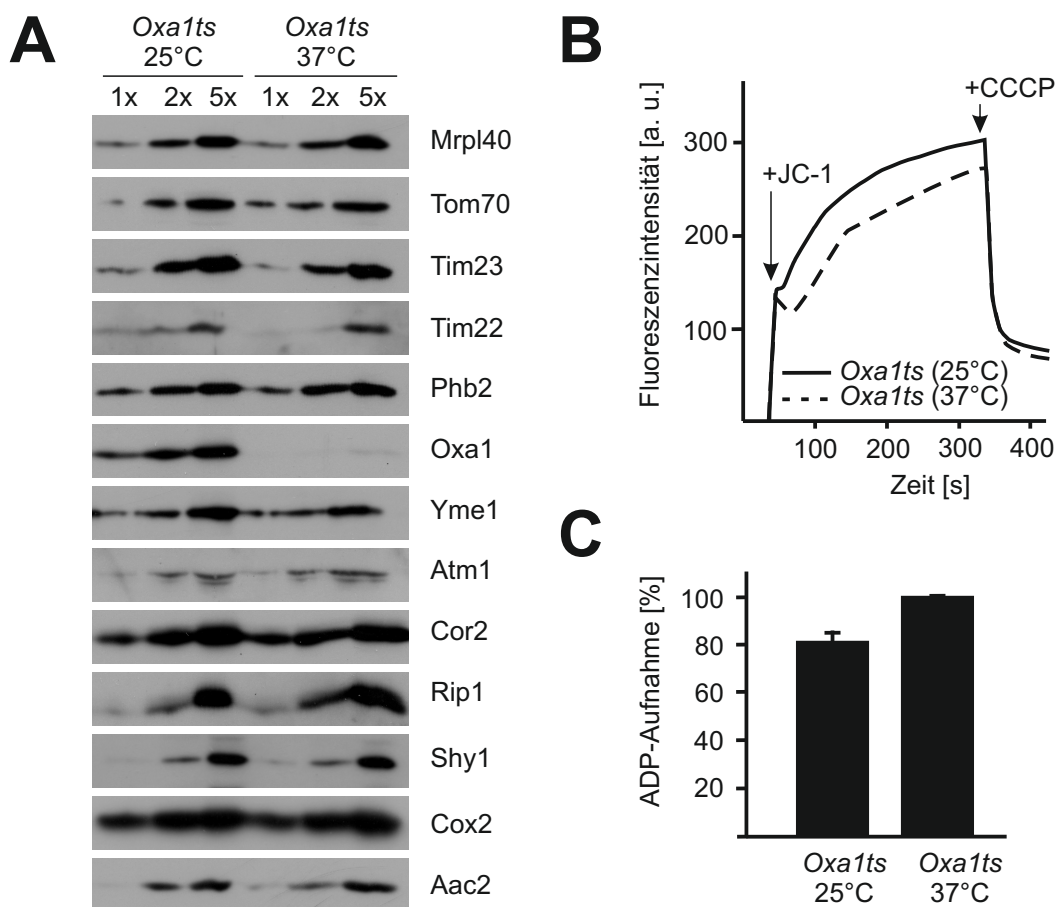 A
Oxa1ts Oxa1ts
25°C 37°C
1x 2x 5x 1x 2x 5x
Mrpl40
Tom70
Tim23
Tim22
Phb2
Oxa1
Yme1
Atm1
Cor2
Rip1
Shy1
Cox2
Aac2
B
+CCCP
+JC-1
Fluoreszenzintensität [a. u.]
300
200
100
Oxa1ts (25°C)
Oxa1ts (37°C)
100 200 300 400
Zeit [s]
C
ADP-Aufnahme [%]
100
80
60
40
20
Oxa1ts Oxa1ts
25°C 37°C